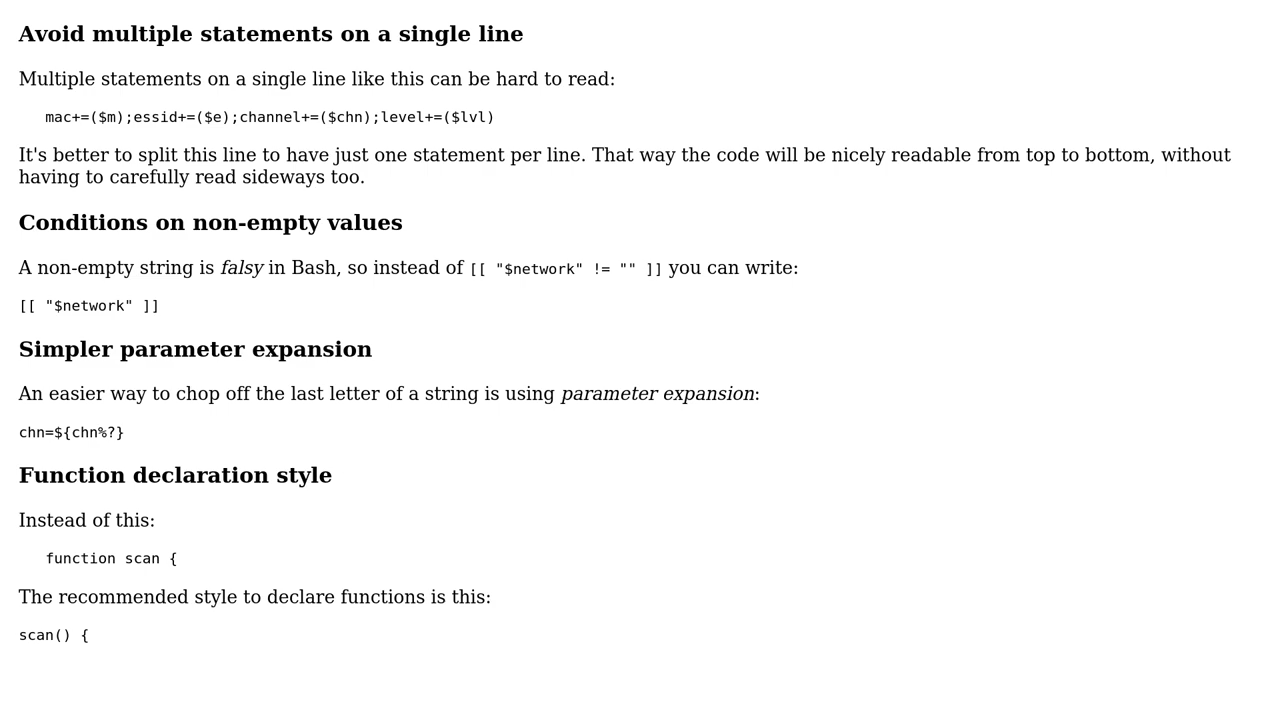 Avoid multiple statements on a single line
Multiple statements on a single line like this can be hard to read:
mac+=($m);essid+=($e);channel+=($chn);level+=($lvl)
It's better to split this line to have just one statement per line. That way the code will be nicely readable from top to bottom, without
having to carefully read sideways too.
Conditions on non-empty values
A non-empty string is falsy in Bash, so instead of [[ "$network" != "" ]] you can write:
[[ "$network" ]]
Simpler parameter expansion
An easier way to chop off the last letter of a string is using parameter expansion:
chn=${chn%?}
Function declaration style
Instead of this:
function scan {
The recommended style to declare functions is this:
scan() {